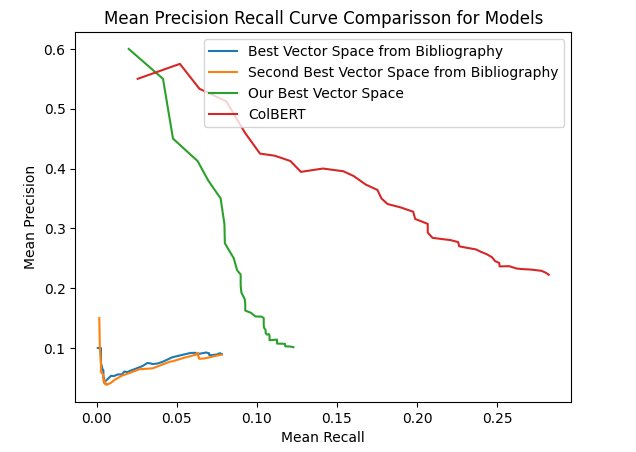 Mean Precision Recall Curve Comparisson for Models
0.6
0.5
0.4
0.3
0.2
0.1
Mean Precision
Best Vector Space from Bibliography
Second Best Vector Space from Bibliography
Our Best Vector Space
ColBERT
0.00 0.05 0.10 0.15 0.20 0.25
Mean Recall